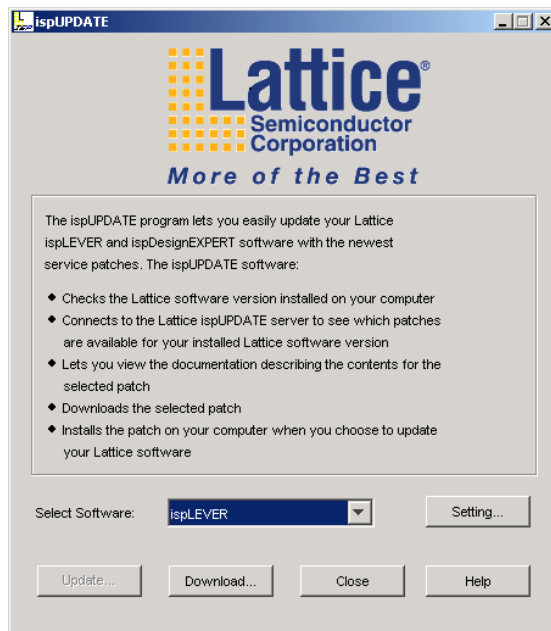 ispUPDATE
Lattice®
Semiconductor
Corporation
More of the Best
The ispUPDATE program lets you easily update your Lattice
ispLEVER and ispDesignEXPERT software with the newest
service patches. The ispUPDATE software:
◆ Checks the Lattice software version installed on your computer
◆ Connects to the Lattice ispUPDATE server to see which patches
are available for your installed Lattice software version
◆ Lets you view the documentation describing the contents for the
selected patch
◆ Downloads the selected patch
◆ Installs the patch on your computer when you choose to update
your Lattice software
Select Software: ispLEVER Setting...
Update... Download... Close Help